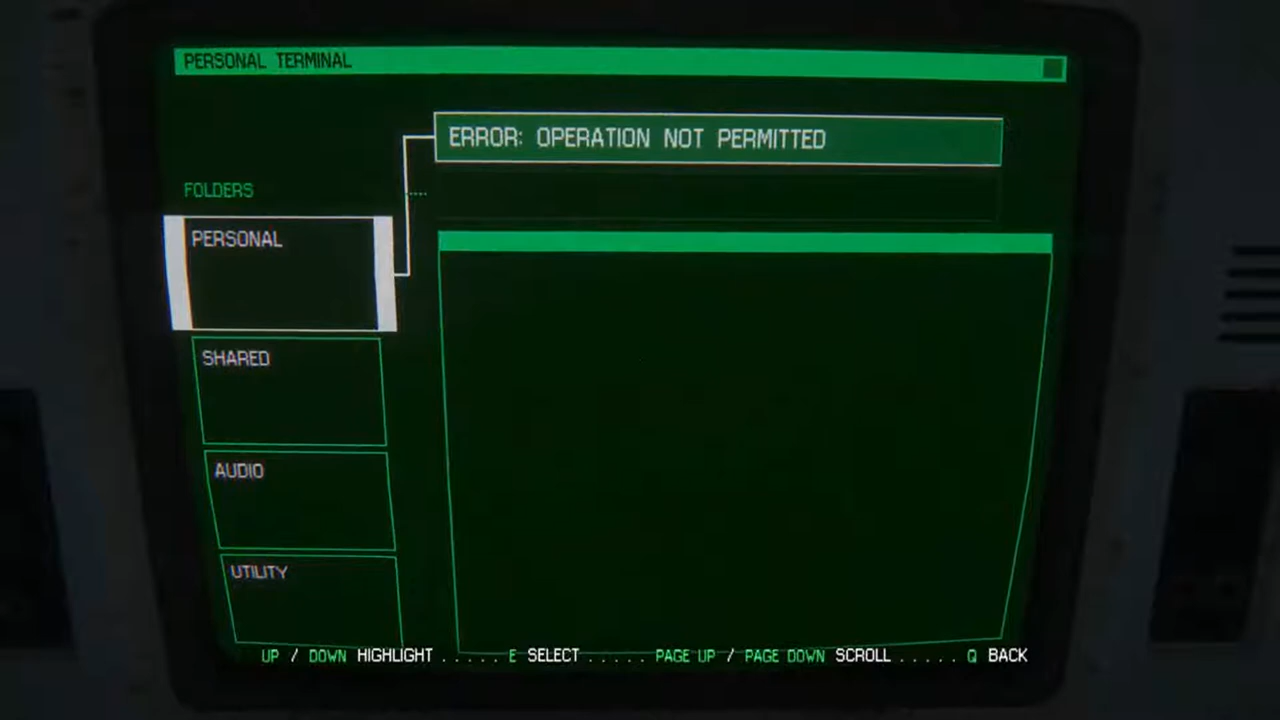 PERSONAL TERMINAL
ERROR: OPERATION NOT PERMITTED
FOLDERS
PERSONAL
SHARED
AUDIO
UTILITY
UP / DOWN HIGHLIGHT ..... E SELECT ..... PAGE UP / PAGE DOWN SCROLL ..... Q BACK